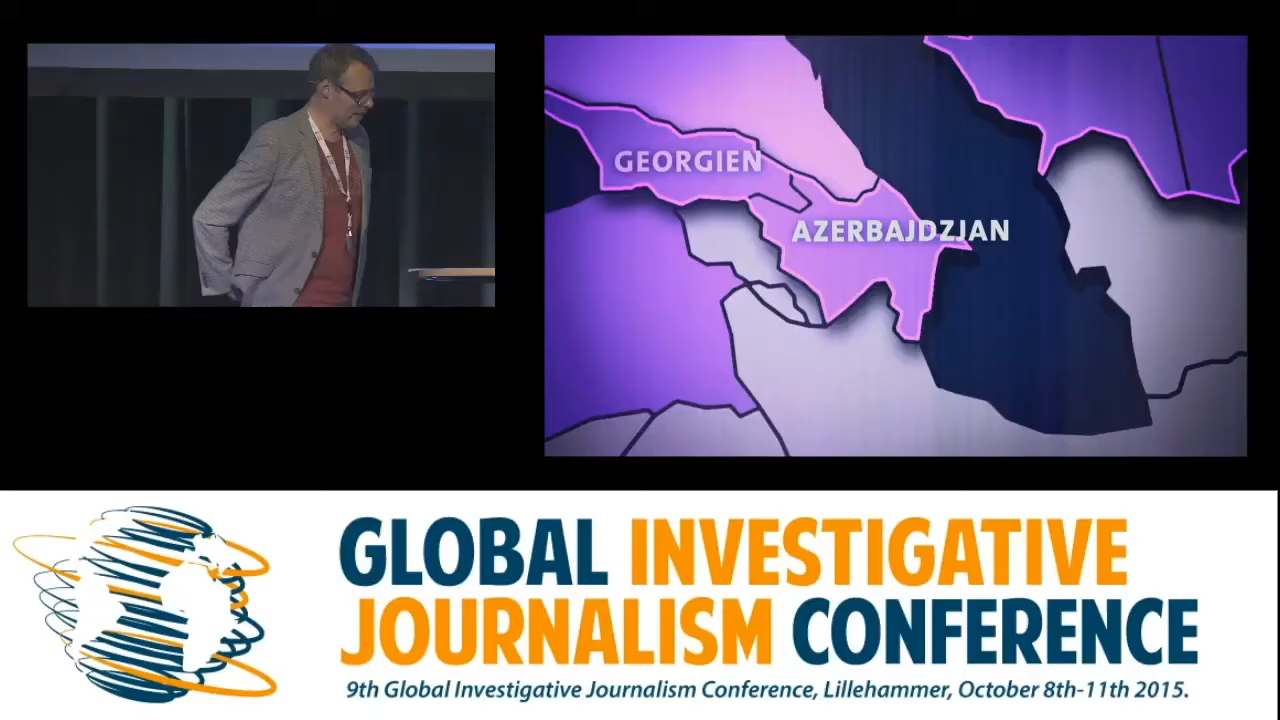 GEORGIEN
AZERBAJDZJAN
GLOBAL INVESTIGATIVE
JOURNALISM CONFERENCE
9th Global Investigative Journalism Conference, Lillehammer, October 8th-11th 2015.